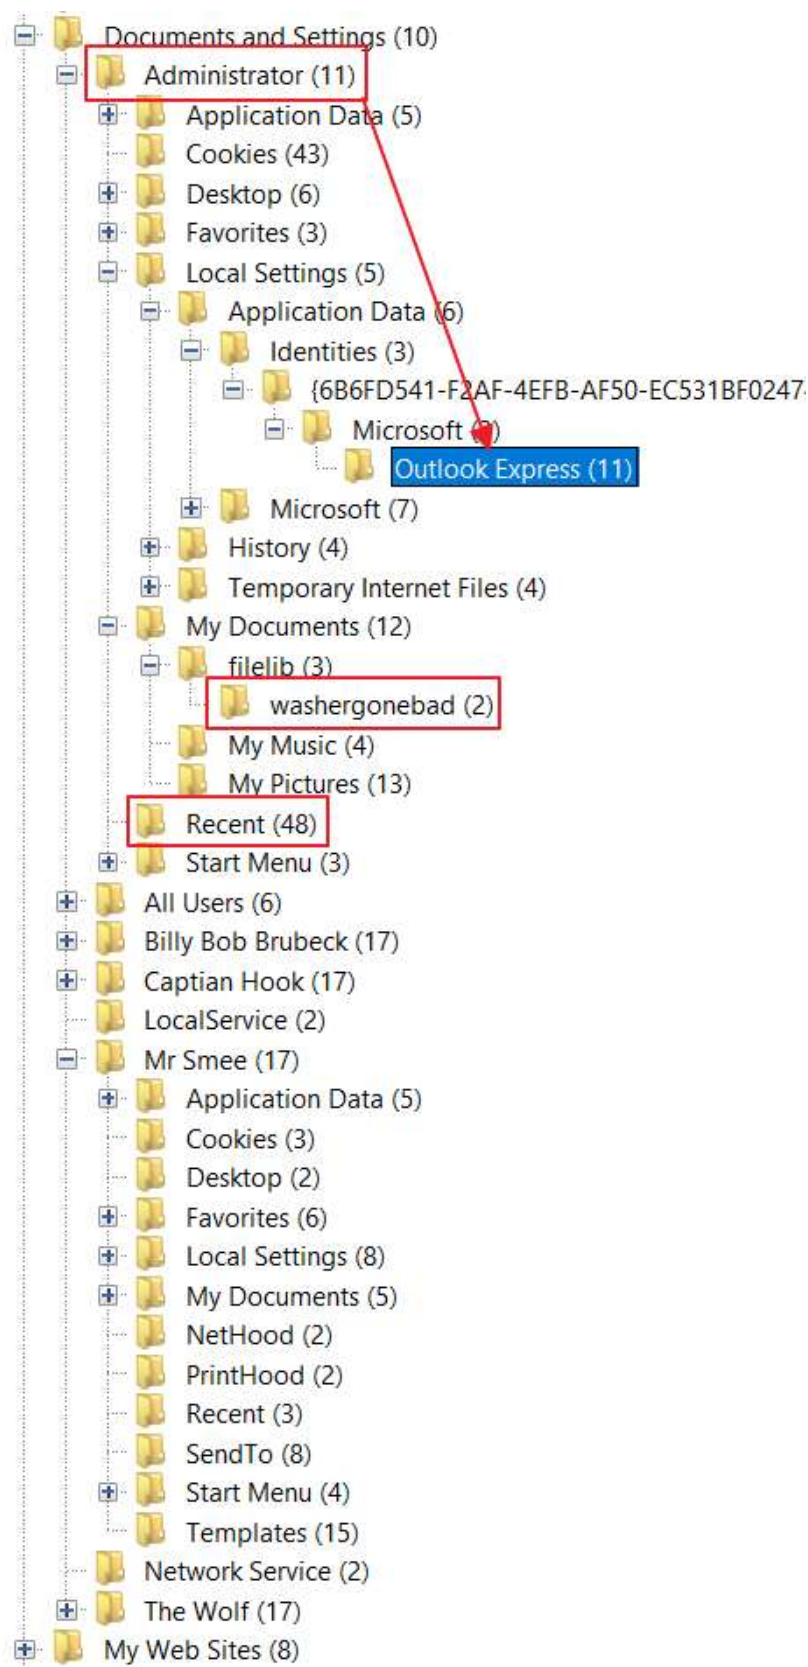 Documents and Settings (10)
Administrator (11)
Application Data (5)
Cookies (43)
Desktop (6)
Favorites (3)
Local Settings (5)
Application Data (6)
Identities (3)
{6B6FD541-F2AF-4EFB-AF50-EC531BF0247
Microsoft (3)
Outlook Express (11)
Microsoft (7)
History (4)
Temporary Internet Files (4)
My Documents (12)
filelib (3)
washergonebad (2)
My Music (4)
My Pictures (13)
Recent (48)
Start Menu (3)
All Users (6)
Billy Bob Brubeck (17)
Captian Hook (17)
LocalService (2)
Mr Smee (17)
Application Data (5)
Cookies (3)
Desktop (2)
Favorites (6)
Local Settings (8)
My Documents (5)
NetHood (2)
PrintHood (2)
Recent (3)
SendTo (8)
Start Menu (4)
Templates (15)
Network Service (2)
The Wolf (17)
My Web Sites (8)